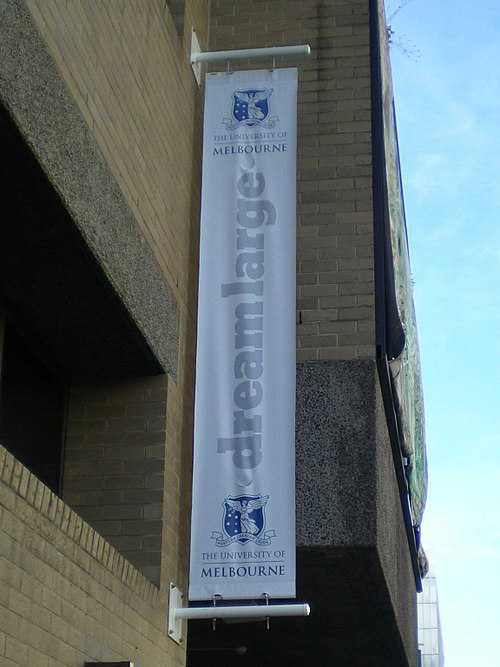 THE UNIVERSITY OF
MELBOURNE
dreamlarge
THE UNIVERSITY OF
MELBOURNE